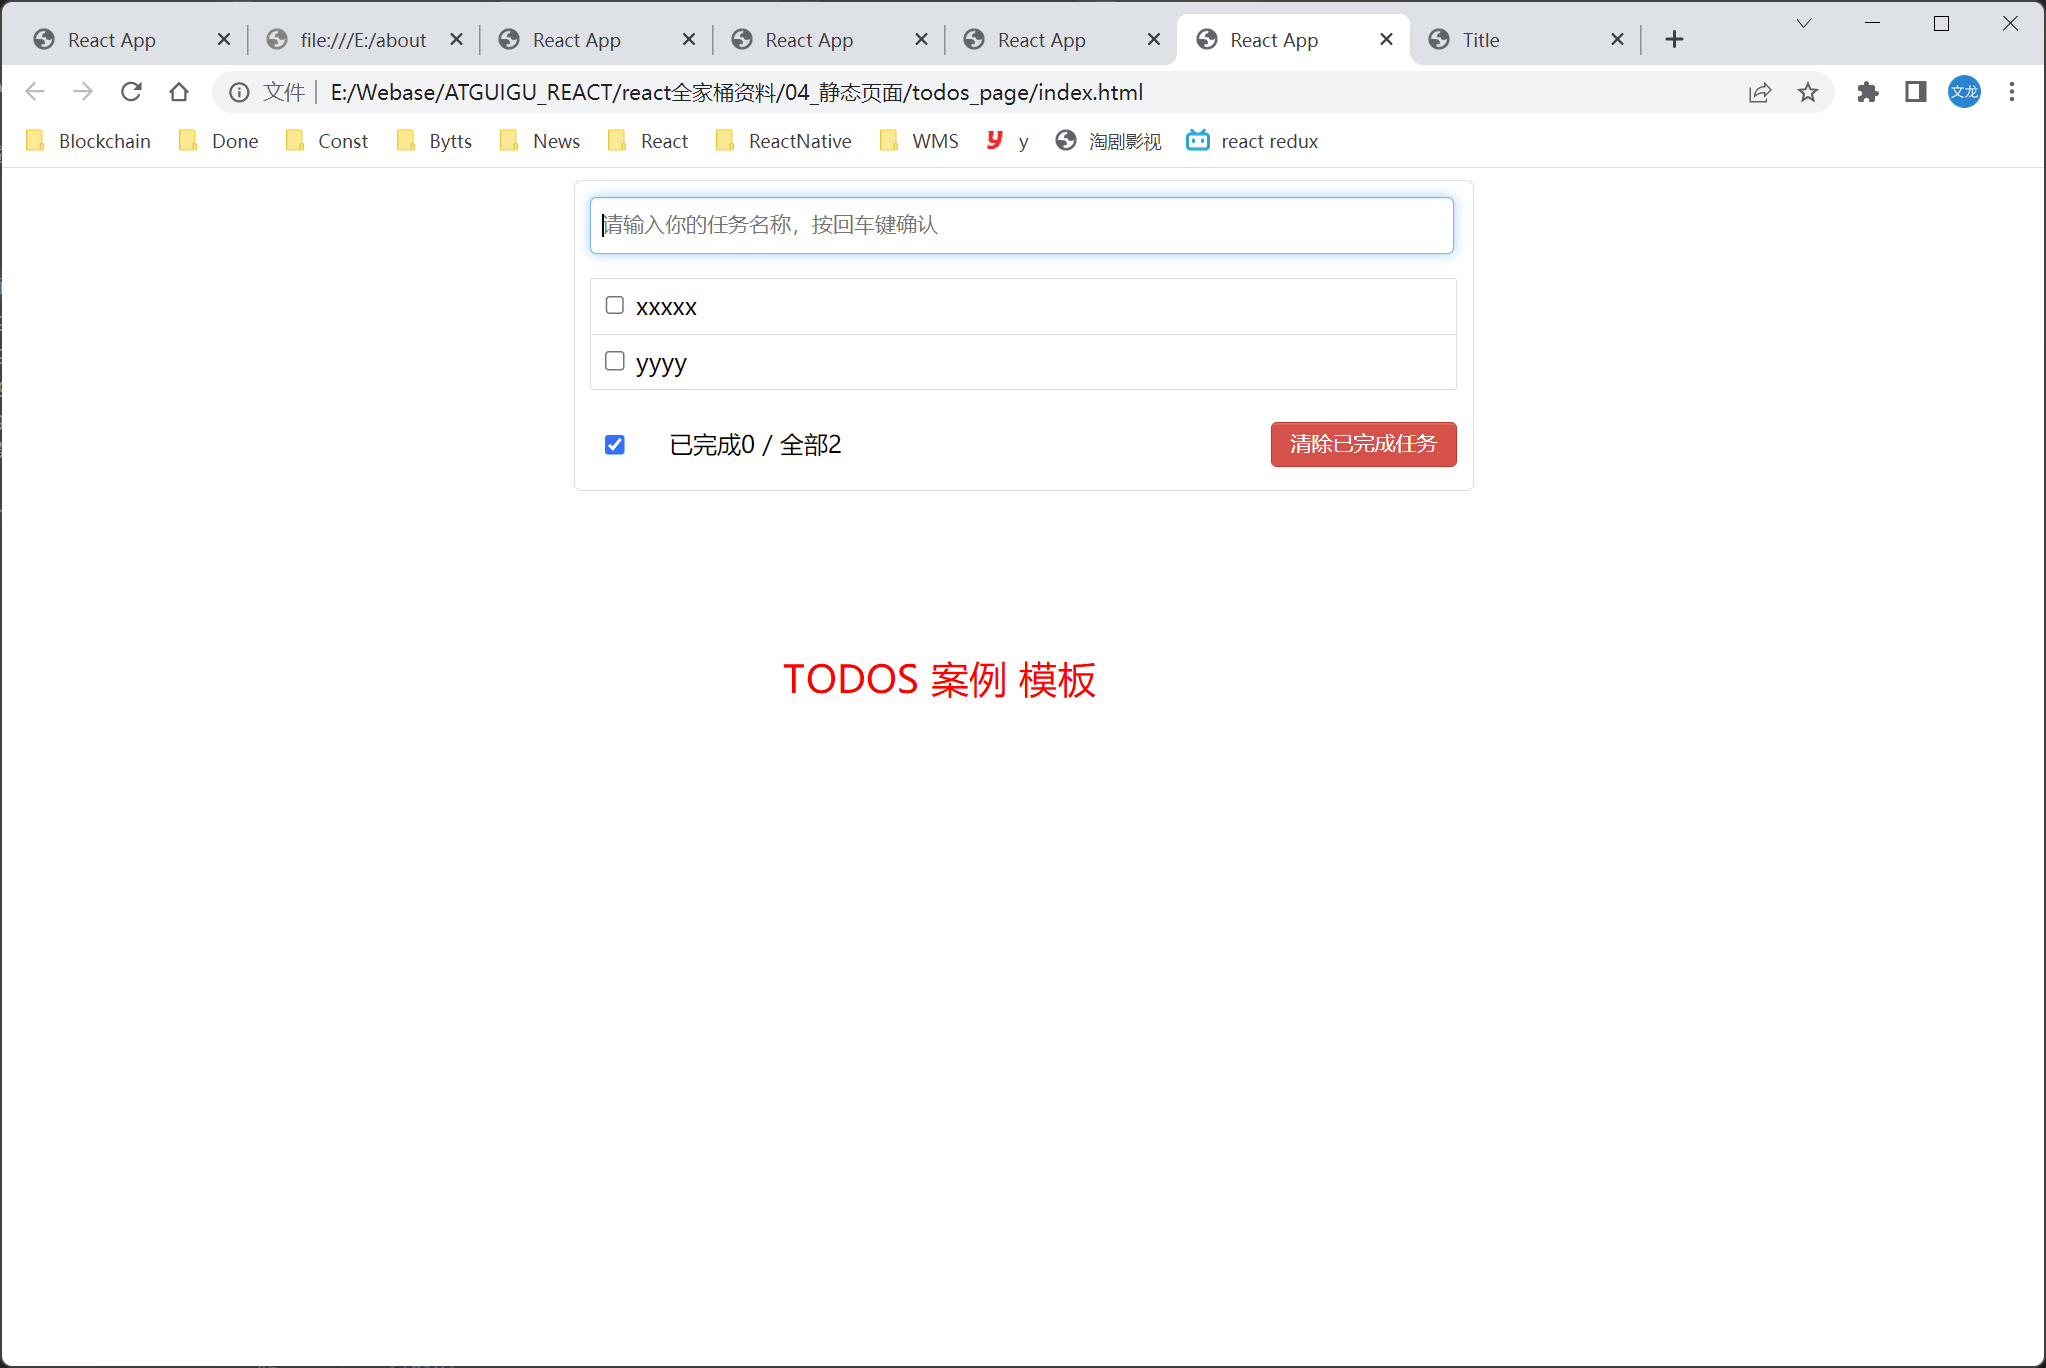 React App
file:///E:/about
React App
React App
React App
React App
Title
文件 | E:/Webase/ATGUIGU_REACT/react全家桶资料/04_静态页面/todos_page/index.html
文龙
Blockchain
Done
Const
Bytts
News
React
ReactNative
WMS
y
淘剧影视
react redux
请输入你的任务名称，按回车键确认
xxxxx
yyyy
已完成0 / 全部2
清除已完成任务
TODOS 案例 模板